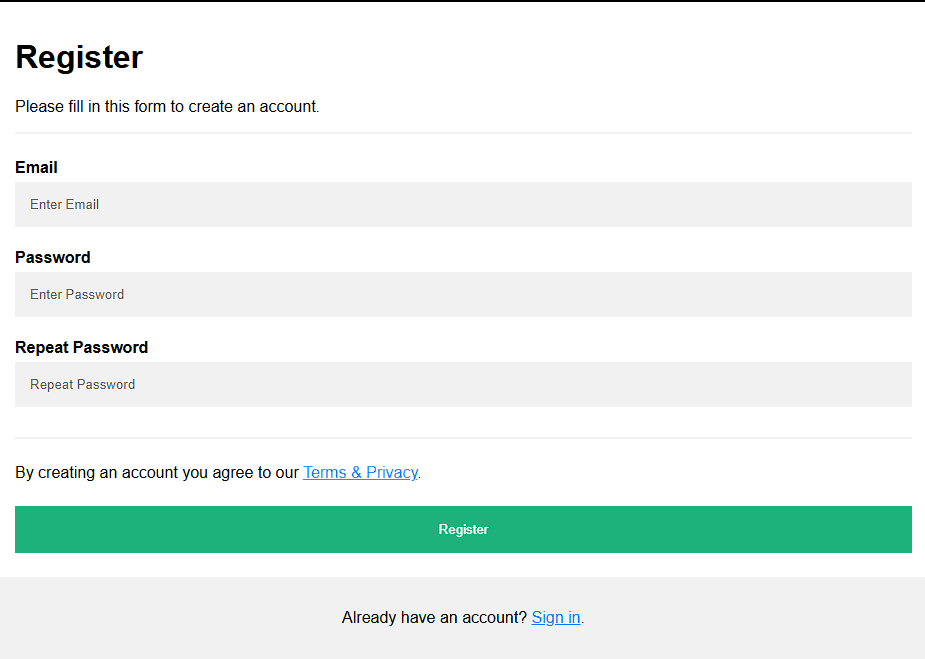 Register
Please fill in this form to create an account.
Email
Enter Email
Password
Enter Password
Repeat Password
Repeat Password
By creating an account you agree to our Terms & Privacy.
Register
Already have an account? Sign in.